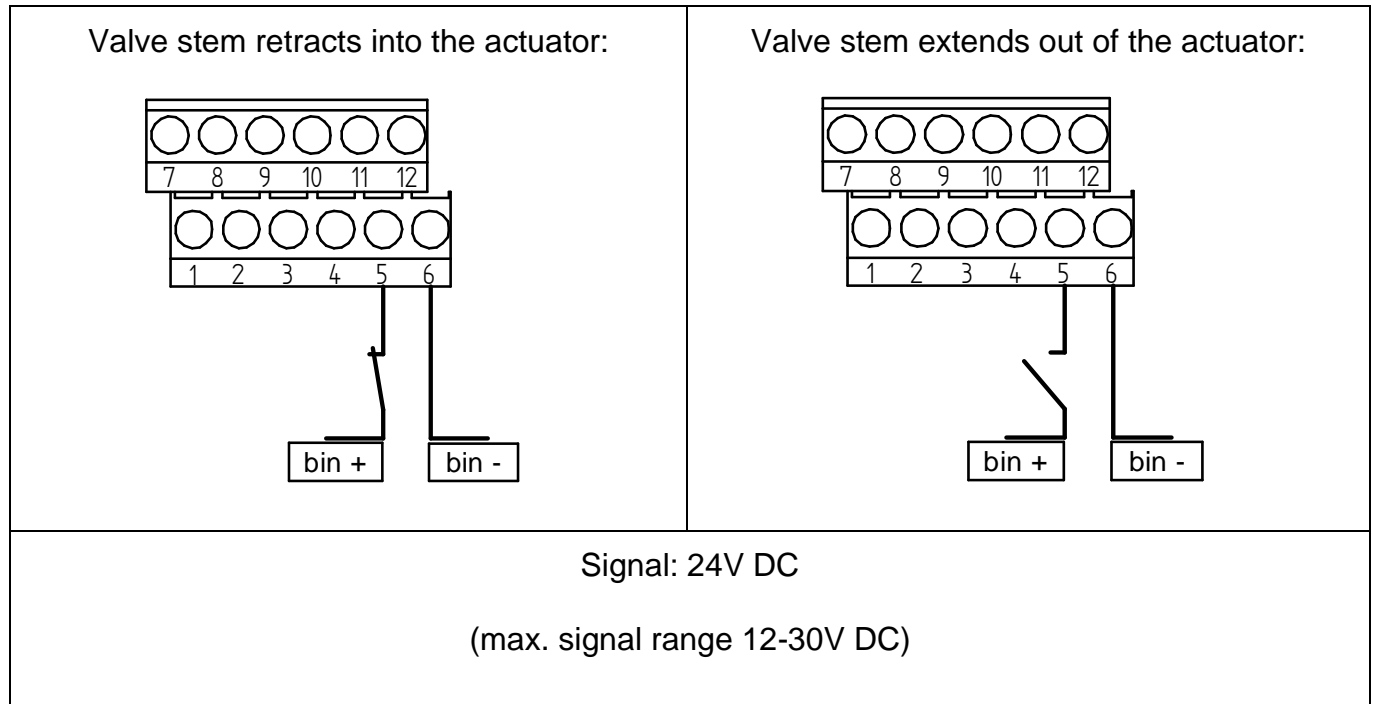 Valve stem retracts into the actuator:
7 8 9 10 11 12
1 2 3 4 5 6
bin + bin -
Valve stem extends out of the actuator:
7 8 9 10 11 12
1 2 3 4 5 6
bin + bin -
Signal: 24V DC
(max. signal range 12-30V DC)